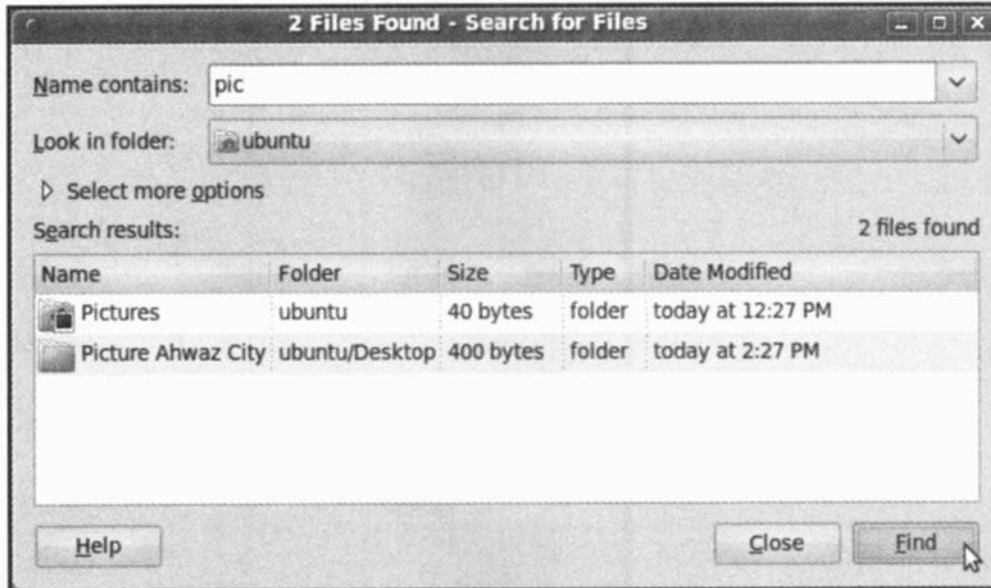 2 Files Found - Search for Files
Name contains: pic
Look in folder: ubuntu
Select more options
Search results: 2 files found
Name Folder Size Type Date Modified
Pictures ubuntu 40 bytes folder today at 12:27 PM
Picture Ahwaz City ubuntu/Desktop 400 bytes folder today at 2:27 PM
Help Close Find